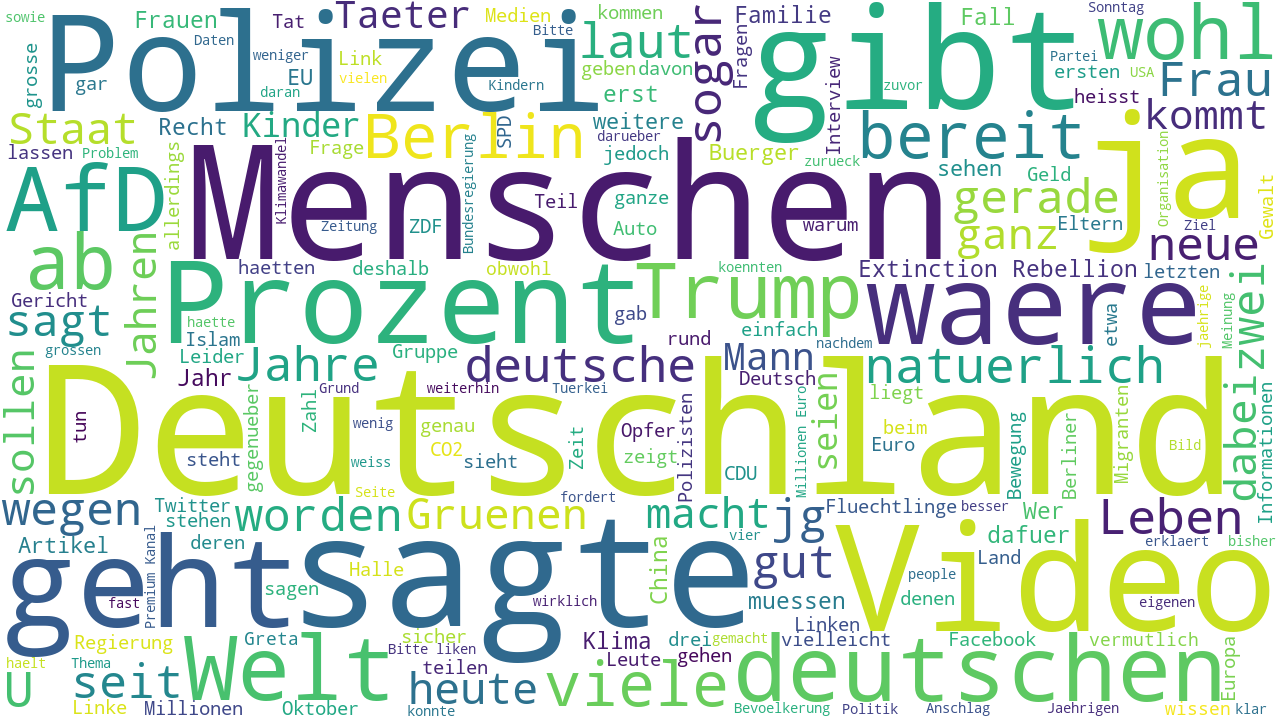 sowie
Frauen
Tat
Taeter
Medien
kommen
Familie
Fall
Sonntag
Polizei
laut
sogar
gibt
wohl
grosse
Daten
weniger
Link
Bitte
Fragen
Interview
Partei
gar
EU
vielen
daran
Kindern
geben
davon
erst
zuvor
ersten
USA
heisst
Frau
Staat
Recht
Kinder
Berlin
SPD
weitere
darueber
bereit
kommt
lassen
Problem
allerdings
Frage
jedoch
Buerger
zurueck
sehen
Geld
ja
Organisation
Gewalt
AfD
Menschen
Klimawandel
Bundesregierung
Zeitung
ZDF
Teil
ganze
Auto
warum
gerade
ganz
Eltern
Ziel
neue
ab
Jahren
haetten
deshalb
obwohl
koennten
Extinction Rebellion
letzten
Gericht
sagt
Prozent
Trump
waere
zwei
haette
Islam
gab
einfach
rund
nachdem
etwa
jaehrige
Meinung
grossen
Leider
Jahre
Gruppe
deutsche
Mann
natuerlich
dabei
Jahr
Grund
weiterhin
Tuerkei
Deutsch
sollen
tun
Deutschland
gegenueber
Zahl
wenig
genau
Zeit
Opfer
Polizisten
Millionen Euro
seien
liegt
beim
Euro
Bewegung
Berliner
Migranten
Bild
Informationen
steht
weiss
CO2
sieht
zeigt
CDU
wegen
Twitter
Seite
stehen
worden
Gruenen
fordert
macht
jg
Fluechtlinge
besser
Wer
dafuer
Leben
Artikel
Premium Kanal
deren
geht
sagte
China
vier
gut
Video
Land
erklaert
bisher
sagen
Halle
wirklich
fast
muessen
people
denen
eigenen
Linken
Regierung
Greta
sicher
Klima
drei
gemacht
vielleicht
Facebook
vermutlich
Europa
haelt
Thema
Bitte liken
Leute
gehen
U
seit
Welt
teilen
heute
viele
deutschen
Linke
Millionen
Oktober
konnte
Bevoelkerung
Politik
Anschlag
Jaehrigen
wissen
klar